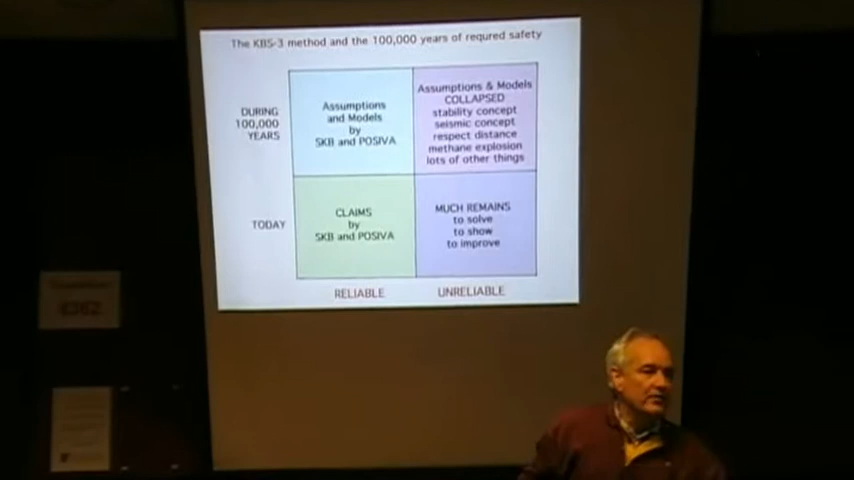 The KBS-3 method and the 100,000 years of requred safety
DURING
100,000
YEARS
Assumptions
and Models
by
SKB and POSIVA
Assumptions & Models
COLLAPSED
stability concept
seismic concept
respect distance
methane explosion
lots of other things
TODAY
CLAIMS
by
SKB and POSIVA
MUCH REMAINS
to solve
to show
to improve
RELIABLE
UNRELIABLE